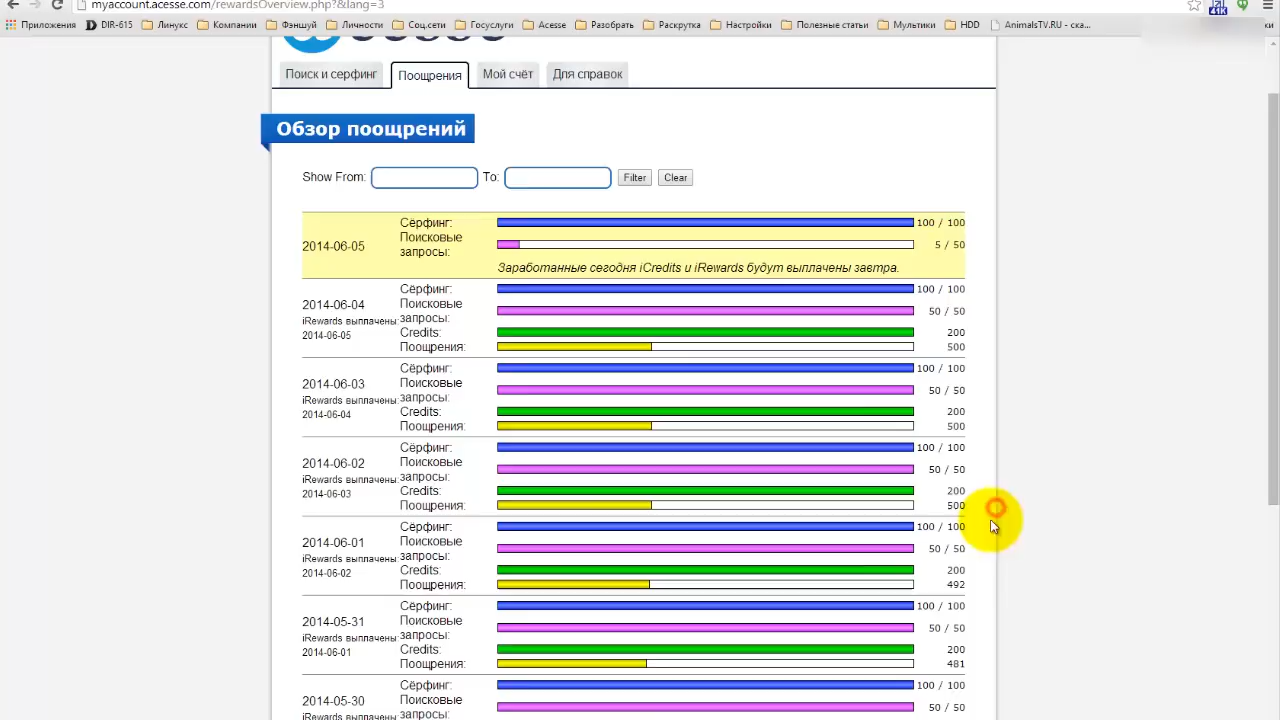 myaccount.acesse.com/rewardsOverview.php?&lang=3
41K
Приложения DIR-615 Линукс Компании Фэншуй Личности Соц.сети Госуслуги Acesse Разобрать Раскрутка Настройки Полезные статьи Мультики HDD AnimalsTV.RU - ска...
Поиск и серфинг Поощрения Мой счёт Для справок
Обзор поощрений
Show From: To: Filter Clear
2014-06-05
Сёрфинг: 100 / 100
Поисковые
запросы: 5 / 50
Заработанные сегодня iCredits и iRewards будут выплачены завтра.
2014-06-04
iRewards выплачены:
2014-06-05
Сёрфинг: 100 / 100
Поисковые
запросы: 50 / 50
Credits: 200
Поощрения: 500
2014-06-03
iRewards выплачены:
2014-06-04
Сёрфинг: 100 / 100
Поисковые
запросы: 50 / 50
Credits: 200
Поощрения: 500
2014-06-02
iRewards выплачены:
2014-06-03
Сёрфинг: 100 / 100
Поисковые
запросы: 50 / 50
Credits: 200
Поощрения: 500
2014-06-01
iRewards выплачены:
2014-06-02
Сёрфинг: 100 / 100
Поисковые
запросы: 50 / 50
Credits: 200
Поощрения: 492
2014-05-31
iRewards выплачены:
2014-06-01
Сёрфинг: 100 / 100
Поисковые
запросы: 50 / 50
Credits: 200
Поощрения: 481
2014-05-30
iRewards выплачены:
Сёрфинг: 100 / 100
Поисковые
запросы: 50 / 50